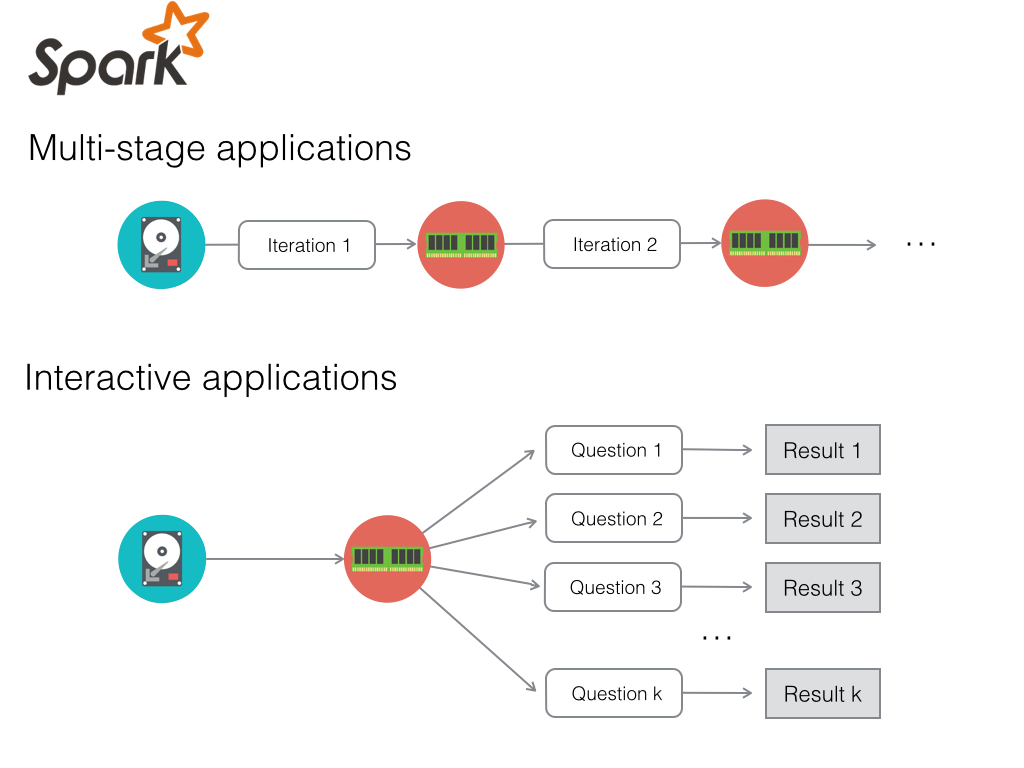 Spark
Multi-stage applications
Iteration 1
Iteration 2
...
Interactive applications
Question 1
Result 1
Question 2
Result 2
Question 3
Result 3
...
Question k
Result k